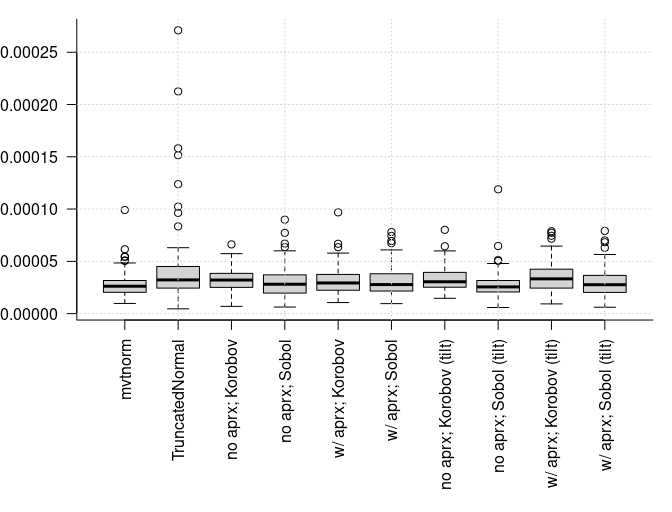 0.00025
0.00020
0.00015
0.00010
0.00005
0.00000
mvtnorm
TruncatedNormal
no aprx; Korobov
no aprx; Sobol
w/ aprx; Korobov
w/ aprx; Sobol
no aprx; Korobov (tilt)
no aprx; Sobol (tilt)
w/ aprx; Korobov (tilt)
w/ aprx; Sobol (tilt)